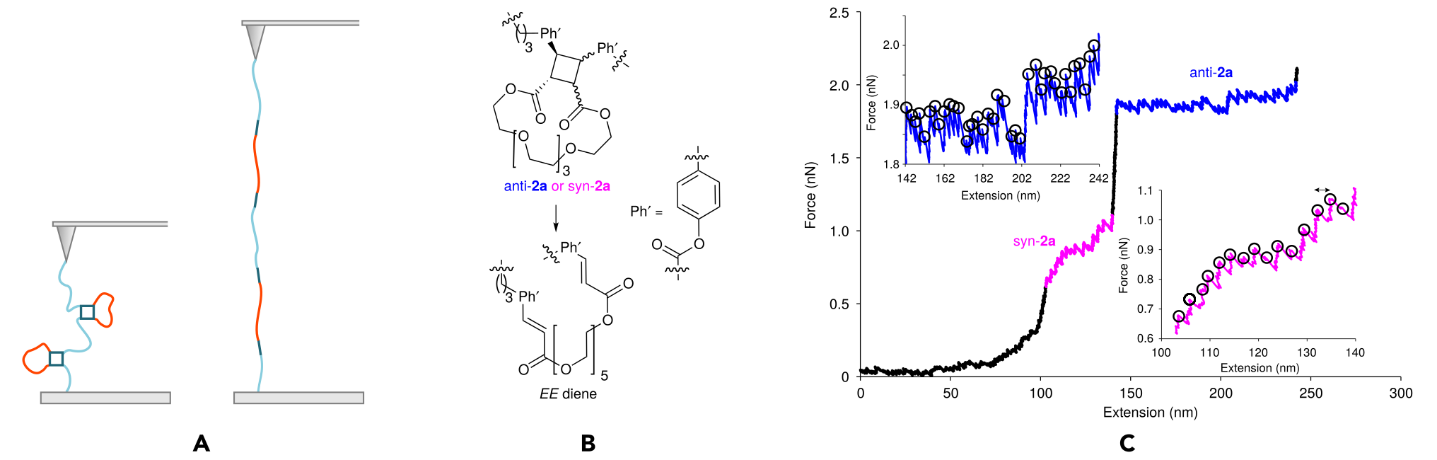 A
3
Ph′
Ph′
O
O
O
O
O
O
3
anti-2a or syn-2a
Ph′ =
O
O
Ph′
3
Ph′
O
O
O
O
5
EE diene
B
2.5
2.0
1.5
1.0
0.5
0
Force (nN)
0
50
100
150
200
250
300
Extension (nm)
syn-2a
anti-2a
2.0
1.9
1.8
Force (nN)
142
162
182
202
222
242
Extension (nm)
1.1
1.0
0.9
0.8
0.7
0.6
Force (nN)
100
110
120
130
140
Extension (nm)
C